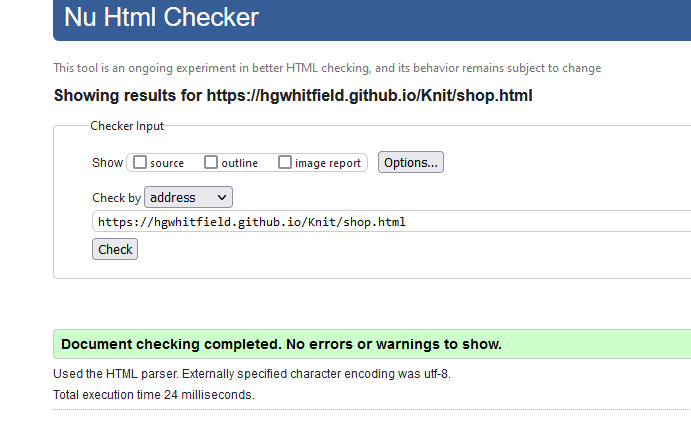 Nu Html Checker
This tool is an ongoing experiment in better HTML checking, and its behavior remains subject to change
Showing results for https://hgwhitfield.github.io/Knit/shop.html
Checker Input
Show source outline image report Options...
Check by address
https://hgwhitfield.github.io/Knit/shop.html
Check
Document checking completed. No errors or warnings to show.
Used the HTML parser. Externally specified character encoding was utf-8.
Total execution time 24 milliseconds.